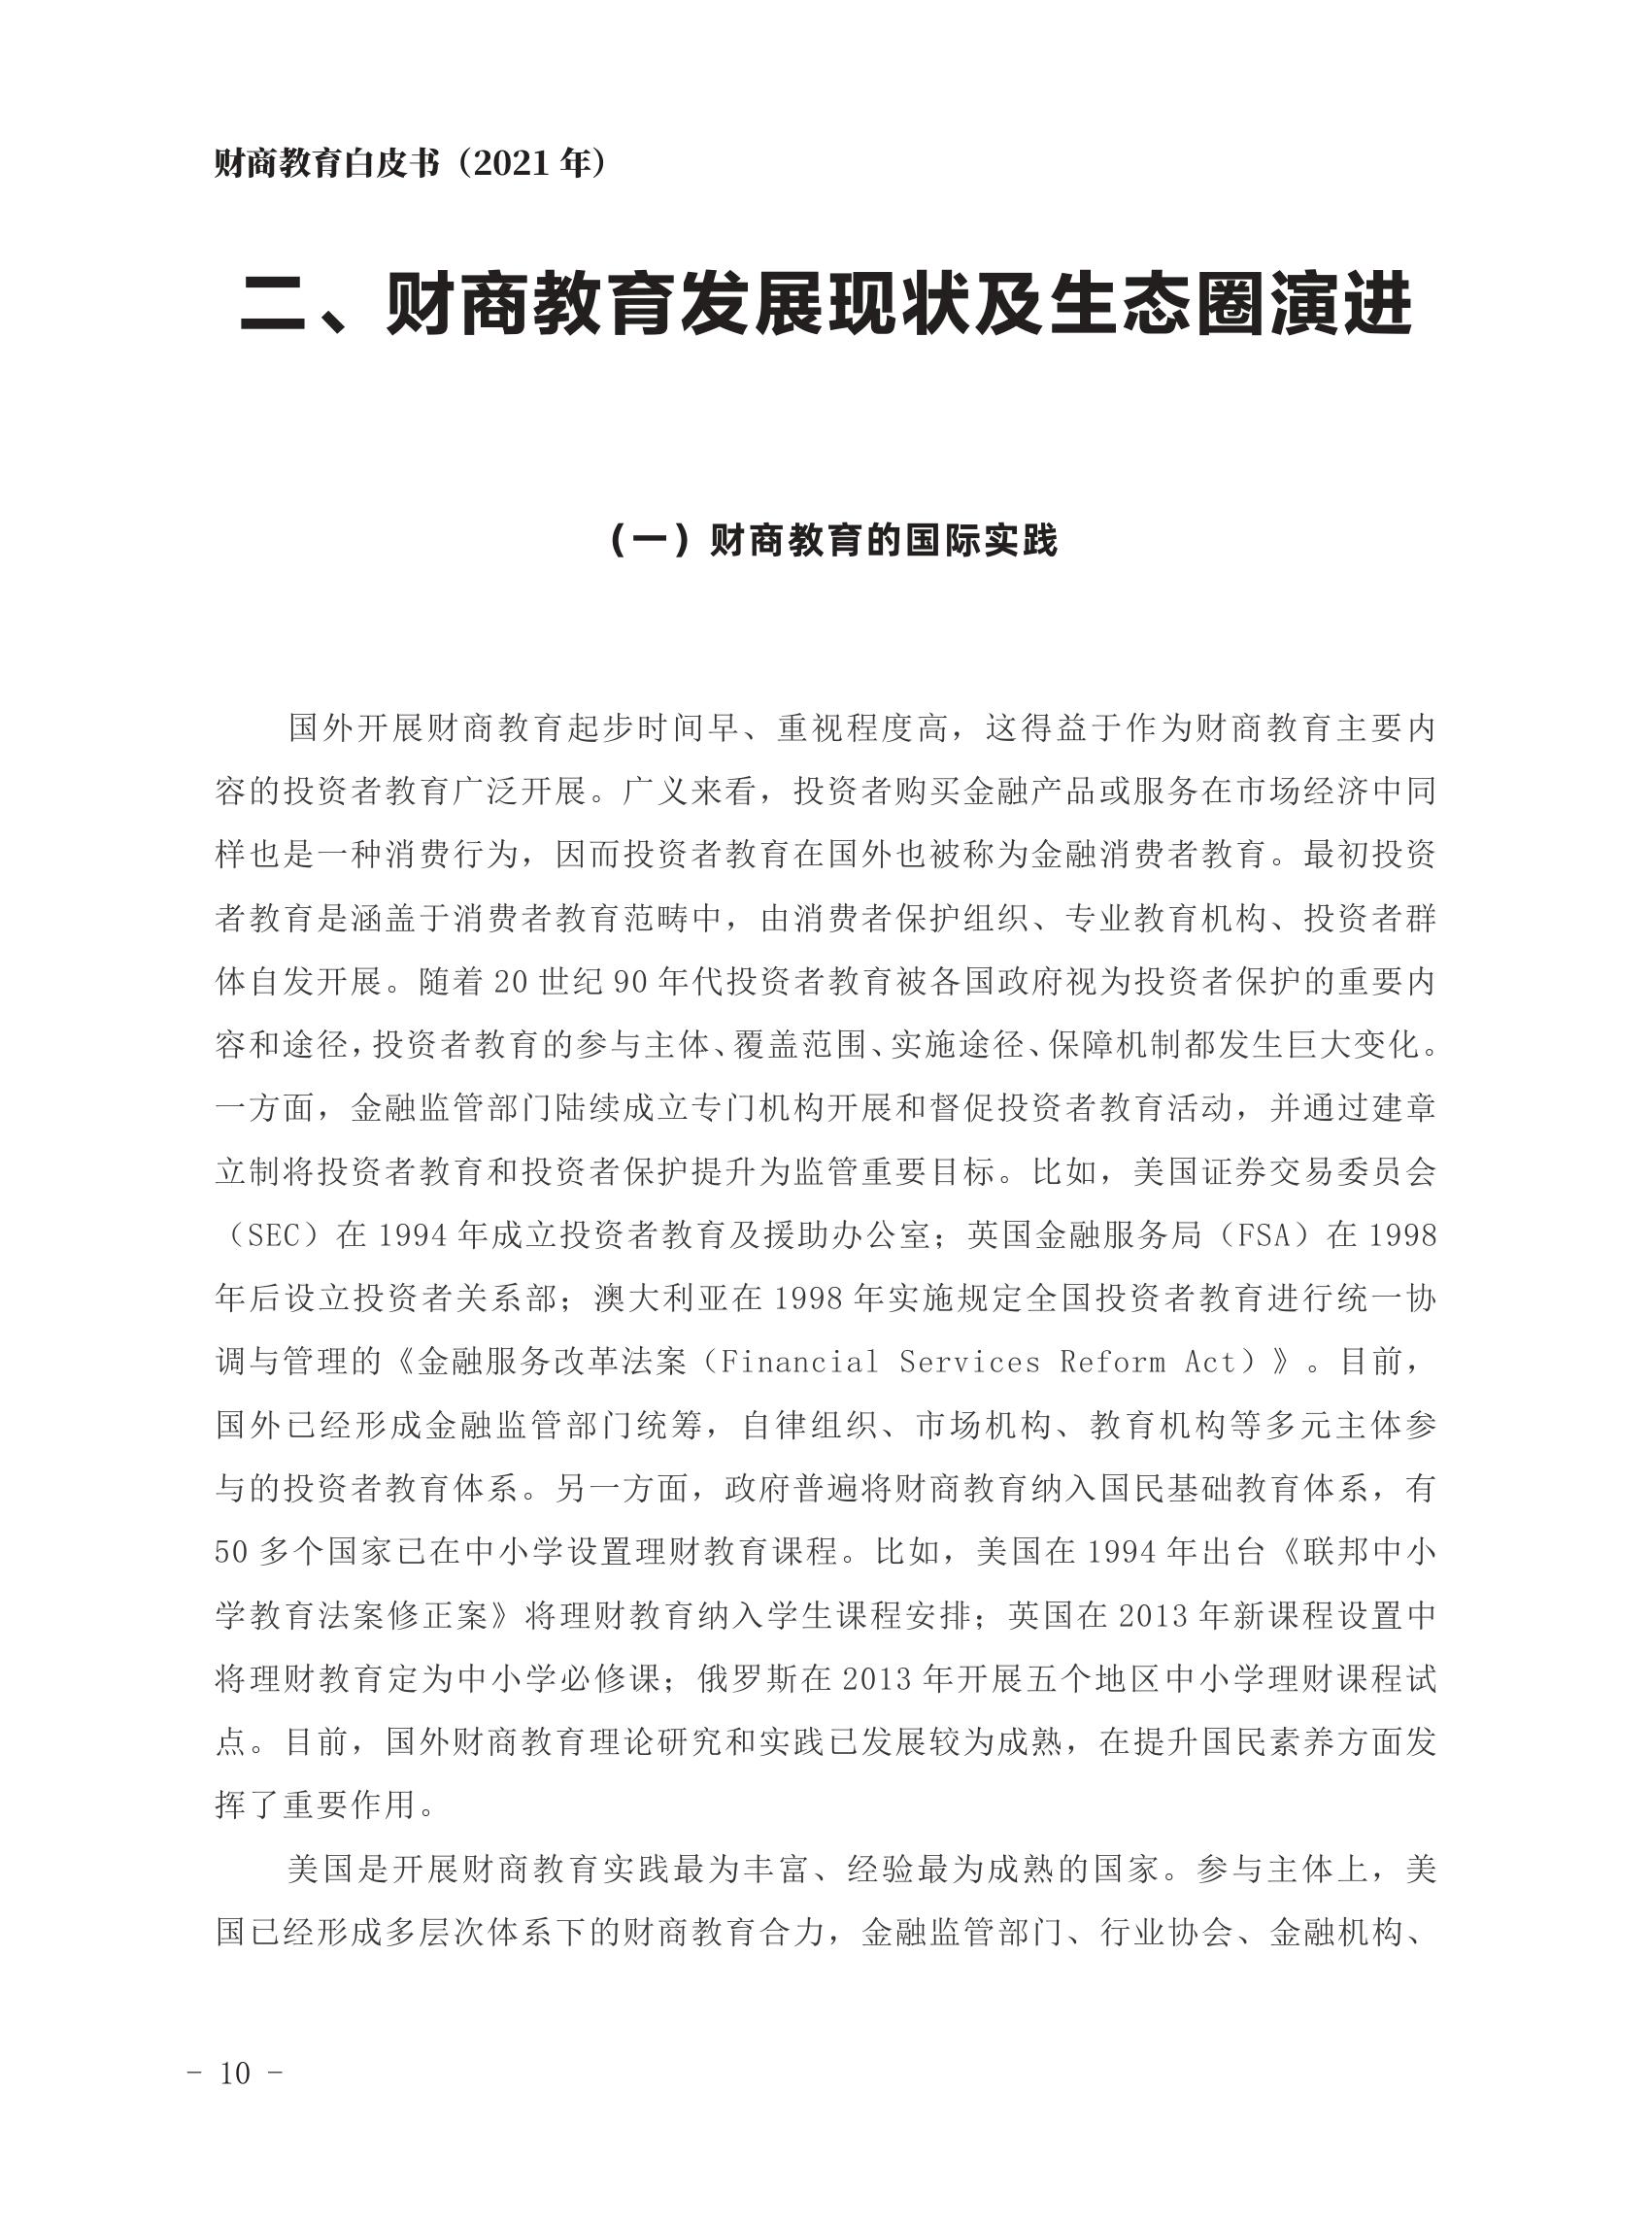 财商教育白皮书（2021 年）
二、财商教育发展现状及生态圈演进
（一）财商教育的国际实践
国外开展财商教育起步时间早、重视程度高，这得益于作为财商教育主要内
容的投资者教育广泛开展。广义来看，投资者购买金融产品或服务在市场经济中同
样也是一种消费行为，因而投资者教育在国外也被称为金融消费者教育。最初投资
者教育是涵盖于消费者教育范畴中，由消费者保护组织、专业教育机构、投资者群
体自发开展。随着 20 世纪 90 年代投资者教育被各国政府视为投资者保护的重要内
容和途径，投资者教育的参与主体、覆盖范围、实施途径、保障机制都发生巨大变化。
一方面，金融监管部门陆续成立专门机构开展和督促投资者教育活动，并通过建章
立制将投资者教育和投资者保护提升为监管重要目标。比如，美国证券交易委员会
（SEC）在 1994 年成立投资者教育及援助办公室；英国金融服务局（FSA）在 1998
年后设立投资者关系部；澳大利亚在 1998 年实施规定全国投资者教育进行统一协
调与管理的《金融服务改革法案（Financial Services Reform Act）》。目前，
国外已经形成金融监管部门统筹，自律组织、市场机构、教育机构等多元主体参
与的投资者教育体系。另一方面，政府普遍将财商教育纳入国民基础教育体系，有
50 多个国家已在中小学设置理财教育课程。比如，美国在 1994 年出台《联邦中小
学教育法案修正案》将理财教育纳入学生课程安排；英国在 2013 年新课程设置中
将理财教育定为中小学必修课；俄罗斯在 2013 年开展五个地区中小学理财课程试
点。目前，国外财商教育理论研究和实践已发展较为成熟，在提升国民素养方面发
挥了重要作用。
美国是开展财商教育实践最为丰富、经验最为成熟的国家。参与主体上，美
国已经形成多层次体系下的财商教育合力，金融监管部门、行业协会、金融机构、
- 10 -